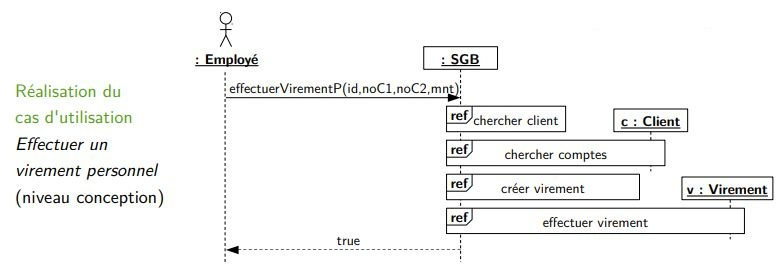 : Employé
: SGB
effectuerVirementP(id,noC1,noC2,mnt)
Réalisation du
cas d'utilisation
Effectuer un
virement personnel
(niveau conception)
ref chercher client
c : Client
ref chercher comptes
ref créer virement
v : Virement
ref effectuer virement
true